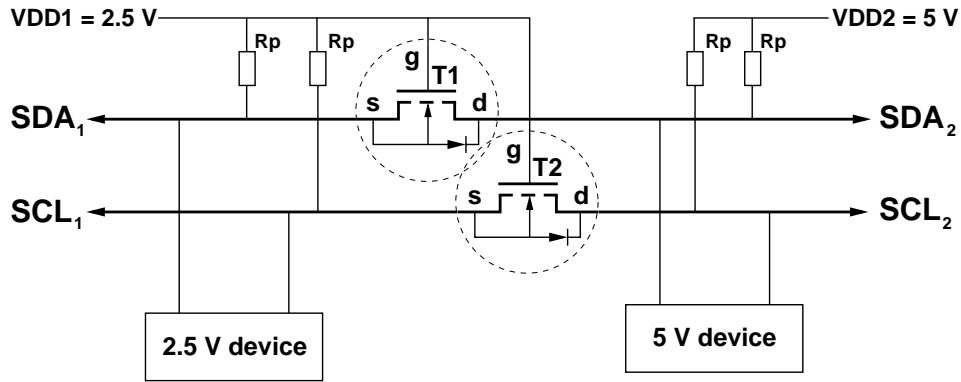 VDD1 = 2.5 V VDD2 = 5 V
Rp Rp Rp Rp
g T1
s d
SDA1 SDA2
g T2
s d
SCL1 SCL2
2.5 V device 5 V device